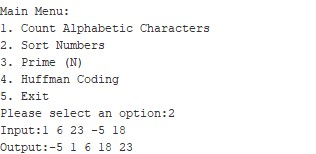 Main Menu:
1. Count Alphabetic Characters
2. Sort Numbers
3. Prime (N)
4. Huffman Coding
5. Exit
Please select an option:2
Input:1 6 23 -5 18
Output:-5 1 6 18 23